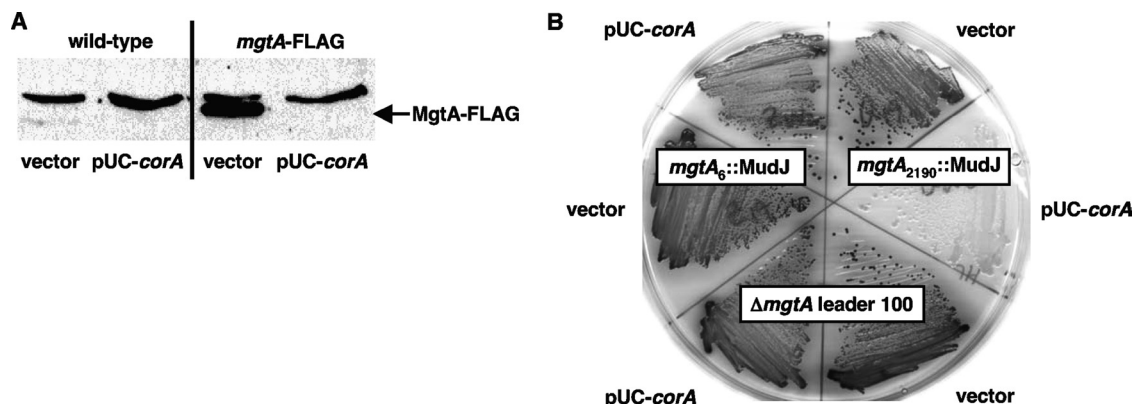 A
wild-type mgtA-FLAG
MgtA-FLAG
vector pUC-corA vector pUC-corA
B
pUC-corA vector
mgtA₆::MudJ mgtA₂₁₉₀::MudJ
vector pUC-corA
ΔmgtA leader 100
pUC-corA vector